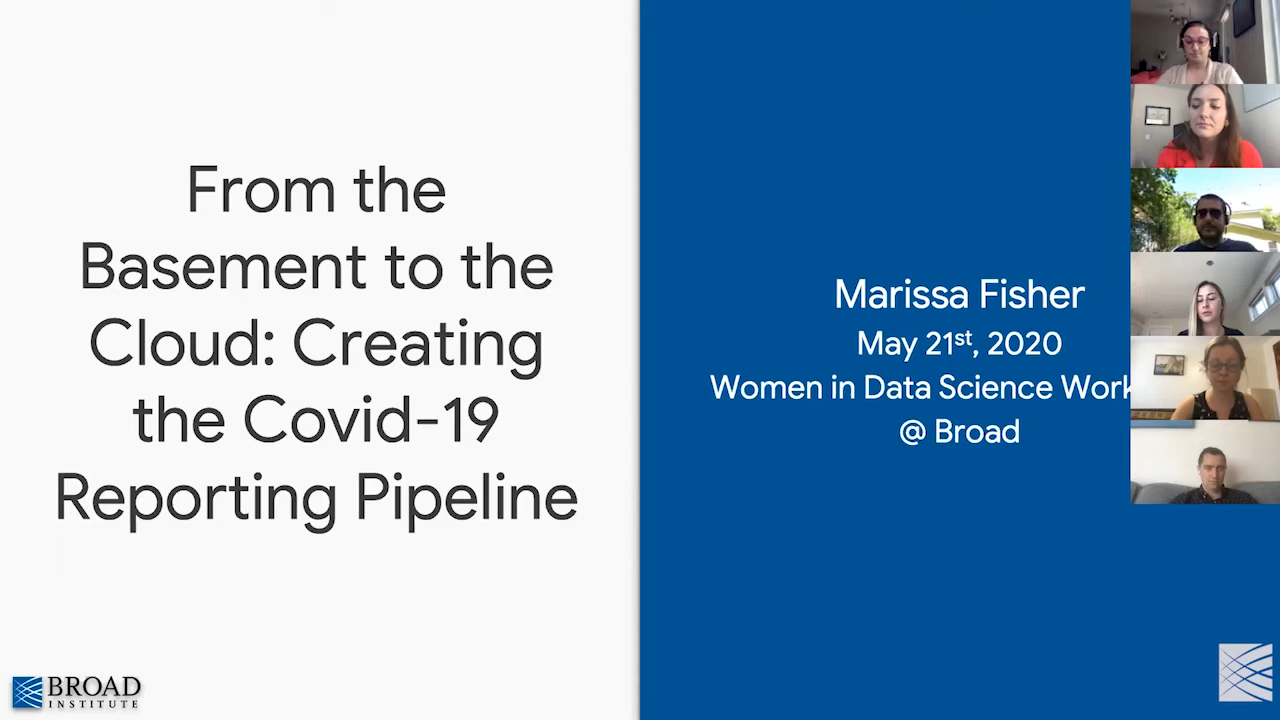 From the
Basement to the
Cloud: Creating
the Covid-19
Reporting Pipeline
Marissa Fisher
May 21st, 2020
Women in Data Science Work
@ Broad
BROAD
INSTITUTE